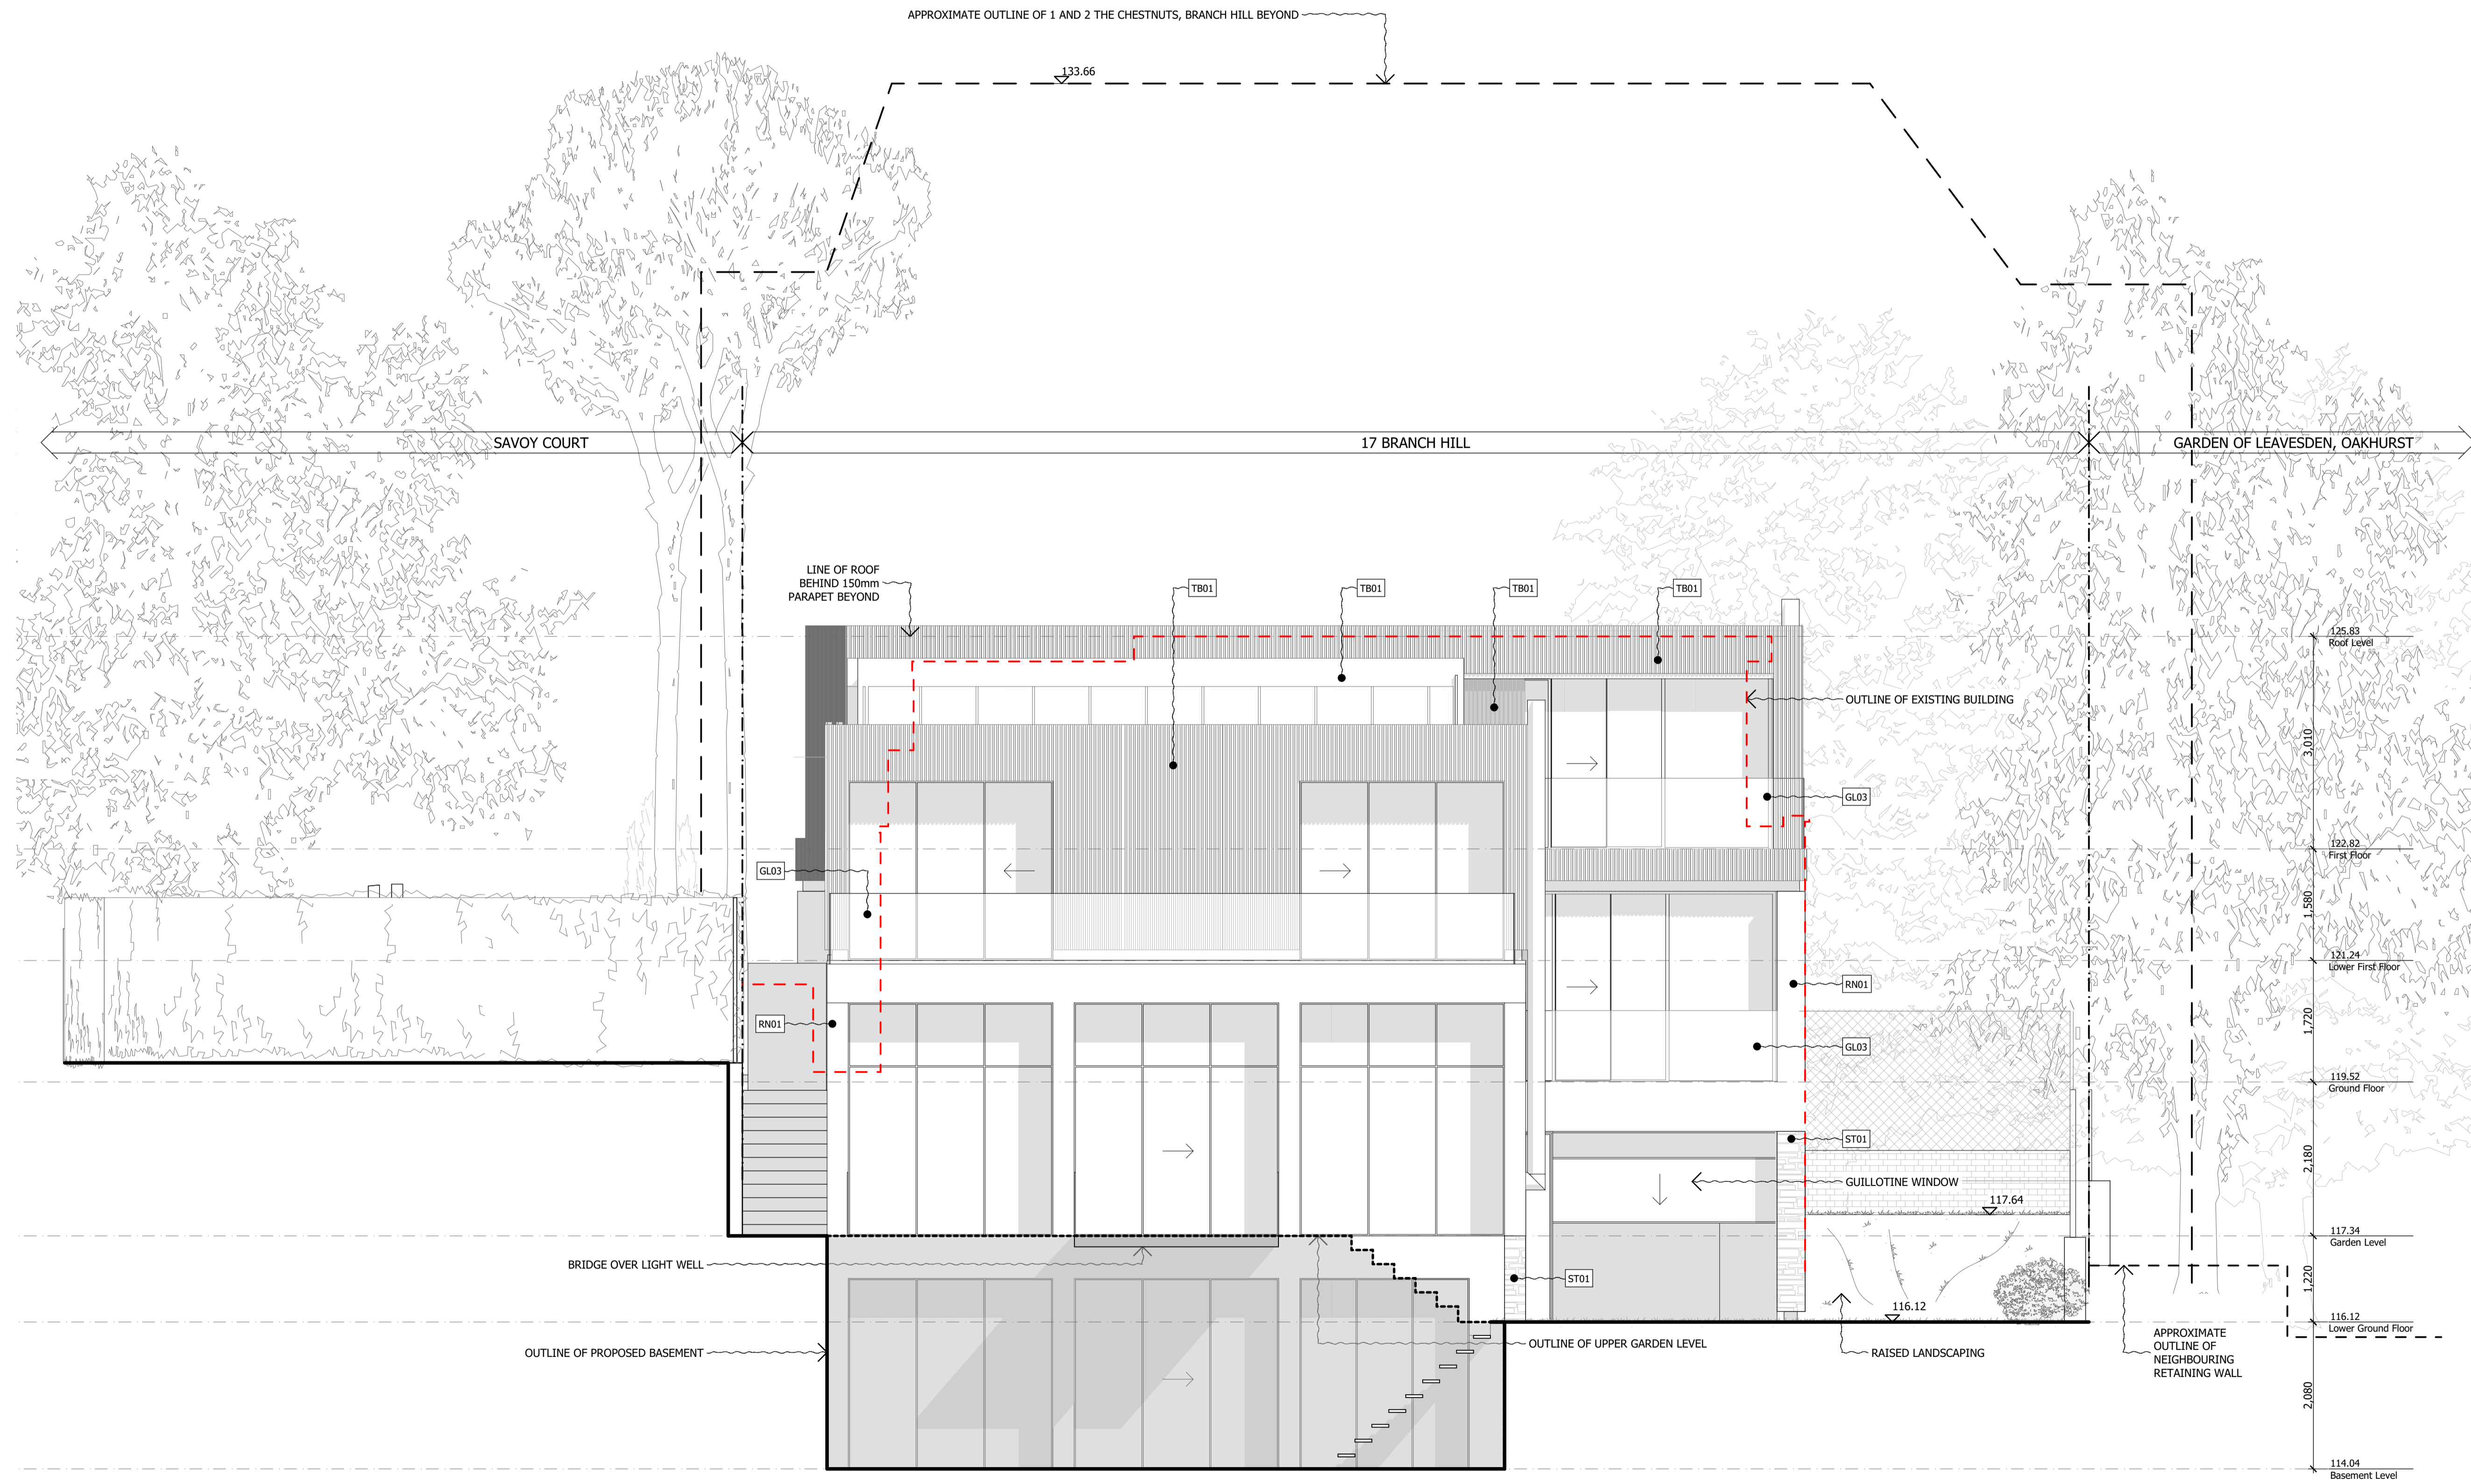 APPROXIMATE OUTLINE OF 1 AND 2 THE CHESTNUTS, BRANCH HILL BEYOND
133.66
SAVOY COURT
17 BRANCH HILL
GARDEN OF LEAVESDEN, OAKHURST
LINE OF ROOF
BEHIND 150mm
PARAPET BEYOND
TB01
TB01
TB01
TB01
125.83
Roof Level
OUTLINE OF EXISTING BUILDING
3,010
GL03
122.82
First Floor
GL03
1,580
121.24
Lower First Floor
RN01
RN01
1,720
GL03
119.52
Ground Floor
ST01
2,180
GUILLOTINE WINDOW
117.64
117.34
Garden Level
BRIDGE OVER LIGHT WELL
ST01
1,220
116.12
116.12
Lower Ground Floor
OUTLINE OF PROPOSED BASEMENT
OUTLINE OF UPPER GARDEN LEVEL
RAISED LANDSCAPING
APPROXIMATE
OUTLINE OF
NEIGHBOURING
RETAINING WALL
2,080
114.04
Basement Level